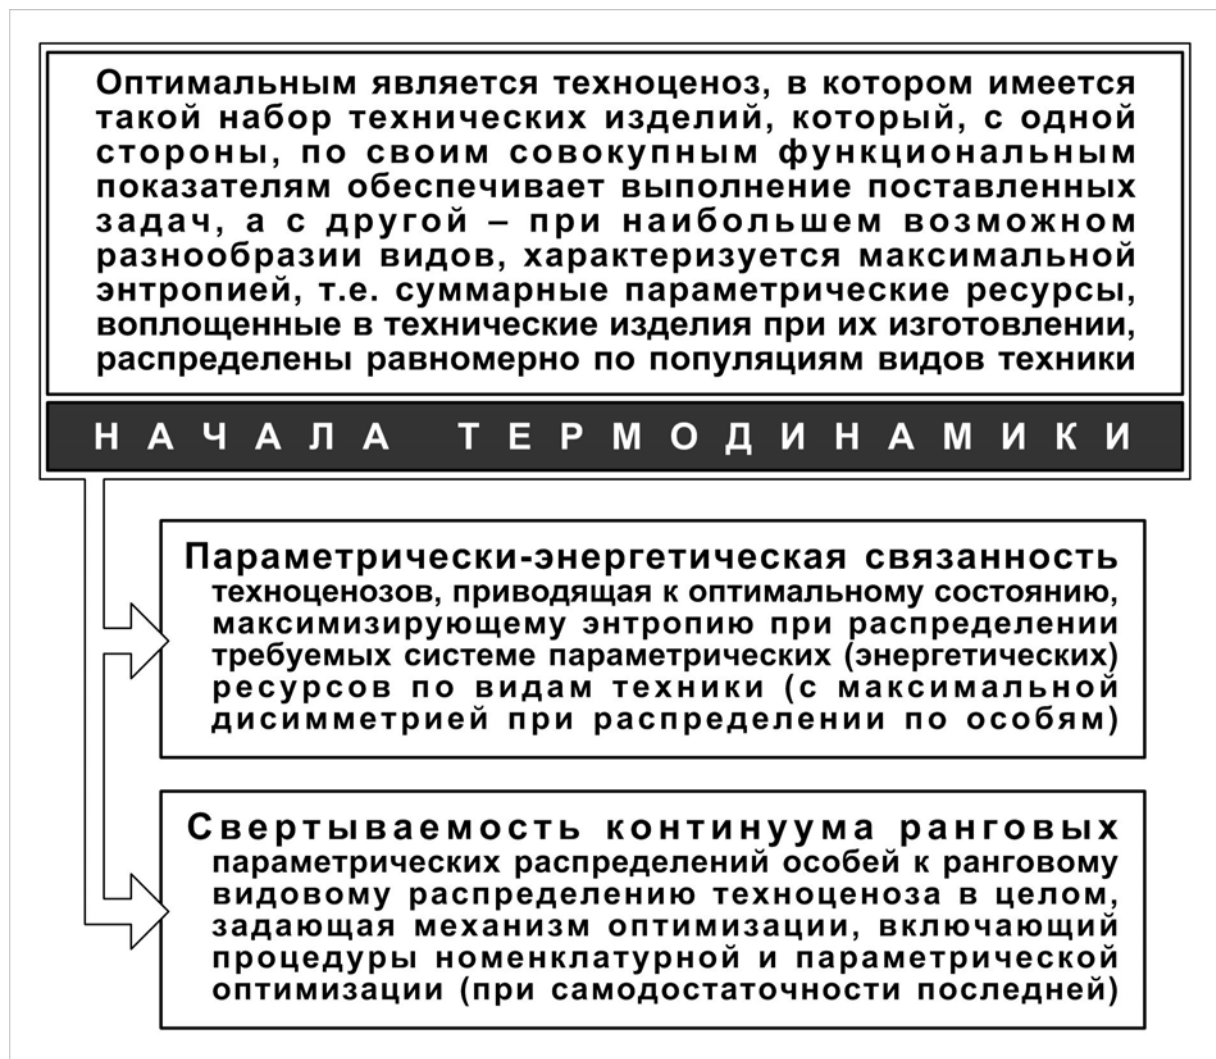 Оптимальным является техноценоз, в котором имеется
такой набор технических изделий, который, с одной
стороны, по своим совокупным функциональным
показателям обеспечивает выполнение поставленных
задач, а с другой – при наибольшем возможном
разнообразии видов, характеризуется максимальной
энтропией, т.е. суммарные параметрические ресурсы,
воплощенные в технические изделия при их изготовлении,
распределены равномерно по популяциям видов техники
НАЧАЛА ТЕРМОДИНАМИКИ
Параметрически-энергетическая связанность
техноценозов, приводящая к оптимальному состоянию,
максимизирующему энтропию при распределении
требуемых системе параметрических (энергетических)
ресурсов по видам техники (с максимальной
дисимметрией при распределении по особям)
Свертываемость континуума ранговых
параметрических распределений особей к ранговому
видовому распределению техноценоза в целом,
задающая механизм оптимизации, включающий
процедуры номенклатурной и параметрической
оптимизации (при самодостаточности последней)